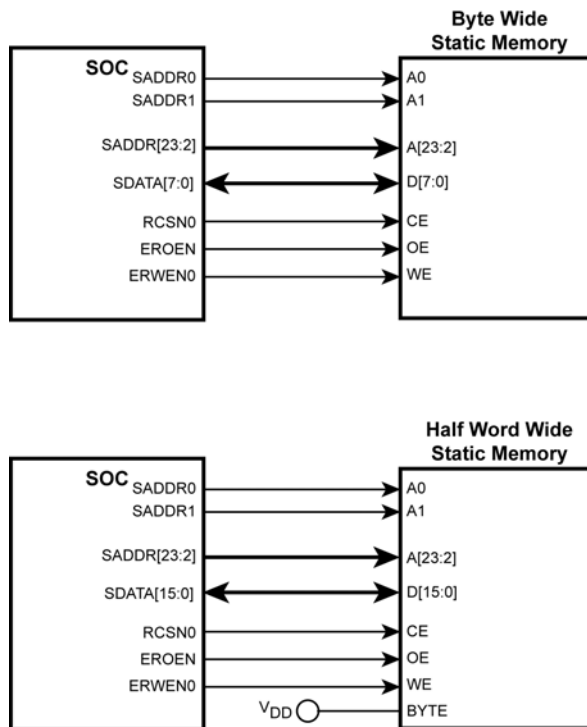 Byte Wide
Static Memory
SOC
SADDR0 A0
SADDR1 A1
SADDR[23:2] A[23:2]
SDATA[7:0] D[7:0]
RCSN0 CE
EROEN OE
ERWEN0 WE
Half Word Wide
Static Memory
SOC
SADDR0 A0
SADDR1 A1
SADDR[23:2] A[23:2]
SDATA[15:0] D[15:0]
RCSN0 CE
EROEN OE
ERWEN0 WE
VDD BYTE